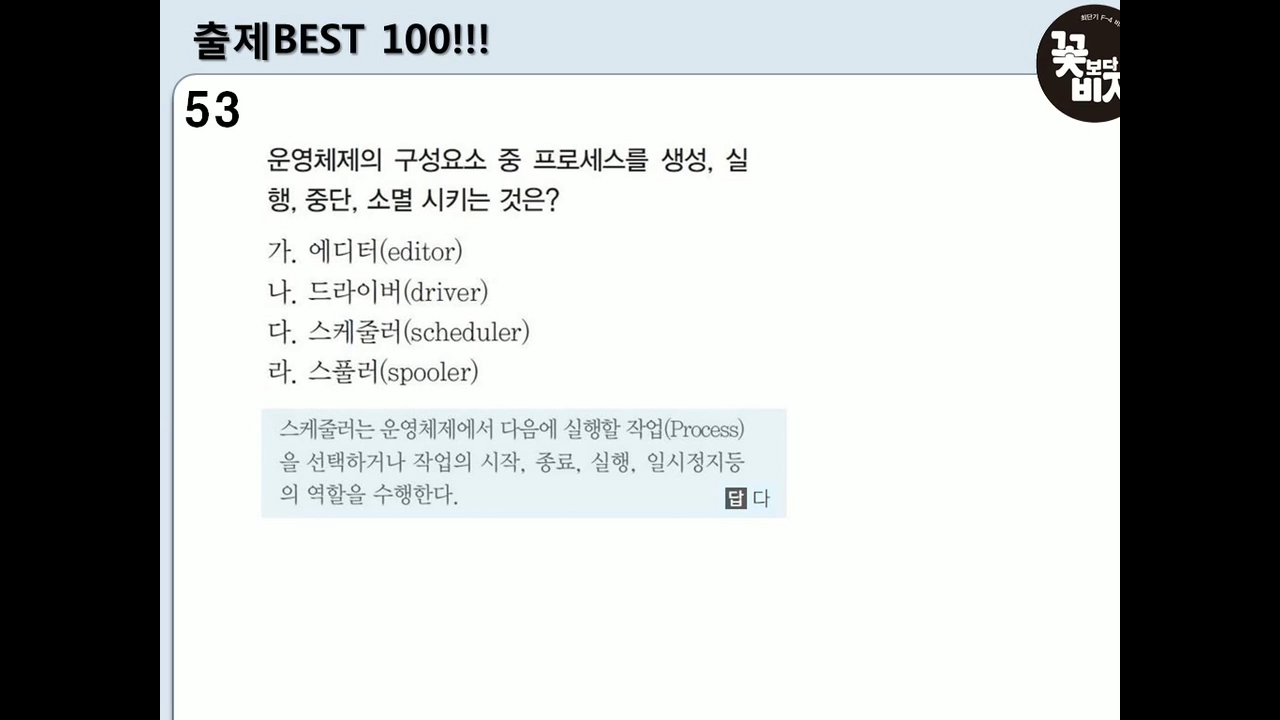 출제BEST 100!!!
최단기 F-4
꽃
보다
비자
53
운영체제의 구성요소 중 프로세스를 생성, 실
행, 중단, 소멸 시키는 것은?
가. 에디터(editor)
나. 드라이버(driver)
다. 스케줄러(scheduler)
라. 스풀러(spooler)
스케줄러는 운영체제에서 다음에 실행할 작업(Process)
을 선택하거나 작업의 시작, 종료, 실행, 일시정지등
의 역할을 수행한다.
답 다